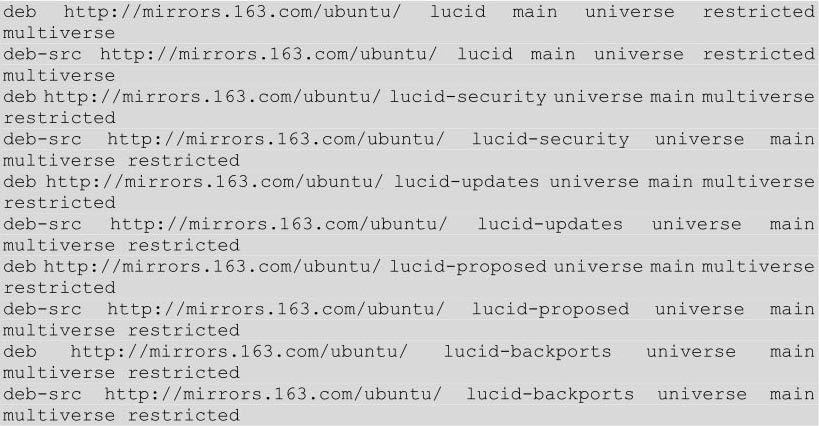 deb http://mirrors.163.com/ubuntu/ lucid main universe restricted
multiverse
deb-src http://mirrors.163.com/ubuntu/ lucid main universe restricted
multiverse
deb http://mirrors.163.com/ubuntu/ lucid-security universe main multiverse
restricted
deb-src http://mirrors.163.com/ubuntu/ lucid-security universe main
multiverse restricted
deb http://mirrors.163.com/ubuntu/ lucid-updates universe main multiverse
restricted
deb-src http://mirrors.163.com/ubuntu/ lucid-updates universe main
multiverse restricted
deb http://mirrors.163.com/ubuntu/ lucid-proposed universe main multiverse
restricted
deb-src http://mirrors.163.com/ubuntu/ lucid-proposed universe main
multiverse restricted
deb http://mirrors.163.com/ubuntu/ lucid-backports universe main
multiverse restricted
deb-src http://mirrors.163.com/ubuntu/ lucid-backports universe main
multiverse restricted